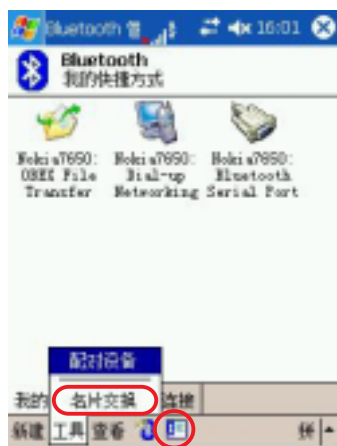 Bluetooth 管 16:01
Bluetooth
我的快捷方式
Nokia7650: Nokia7650: Nokia7650:
OBEX File Dial-up Bluetooth
Transfer Networking Serial Port
配对设备
名片交换
我的 连接
新建 工具 查看 拼